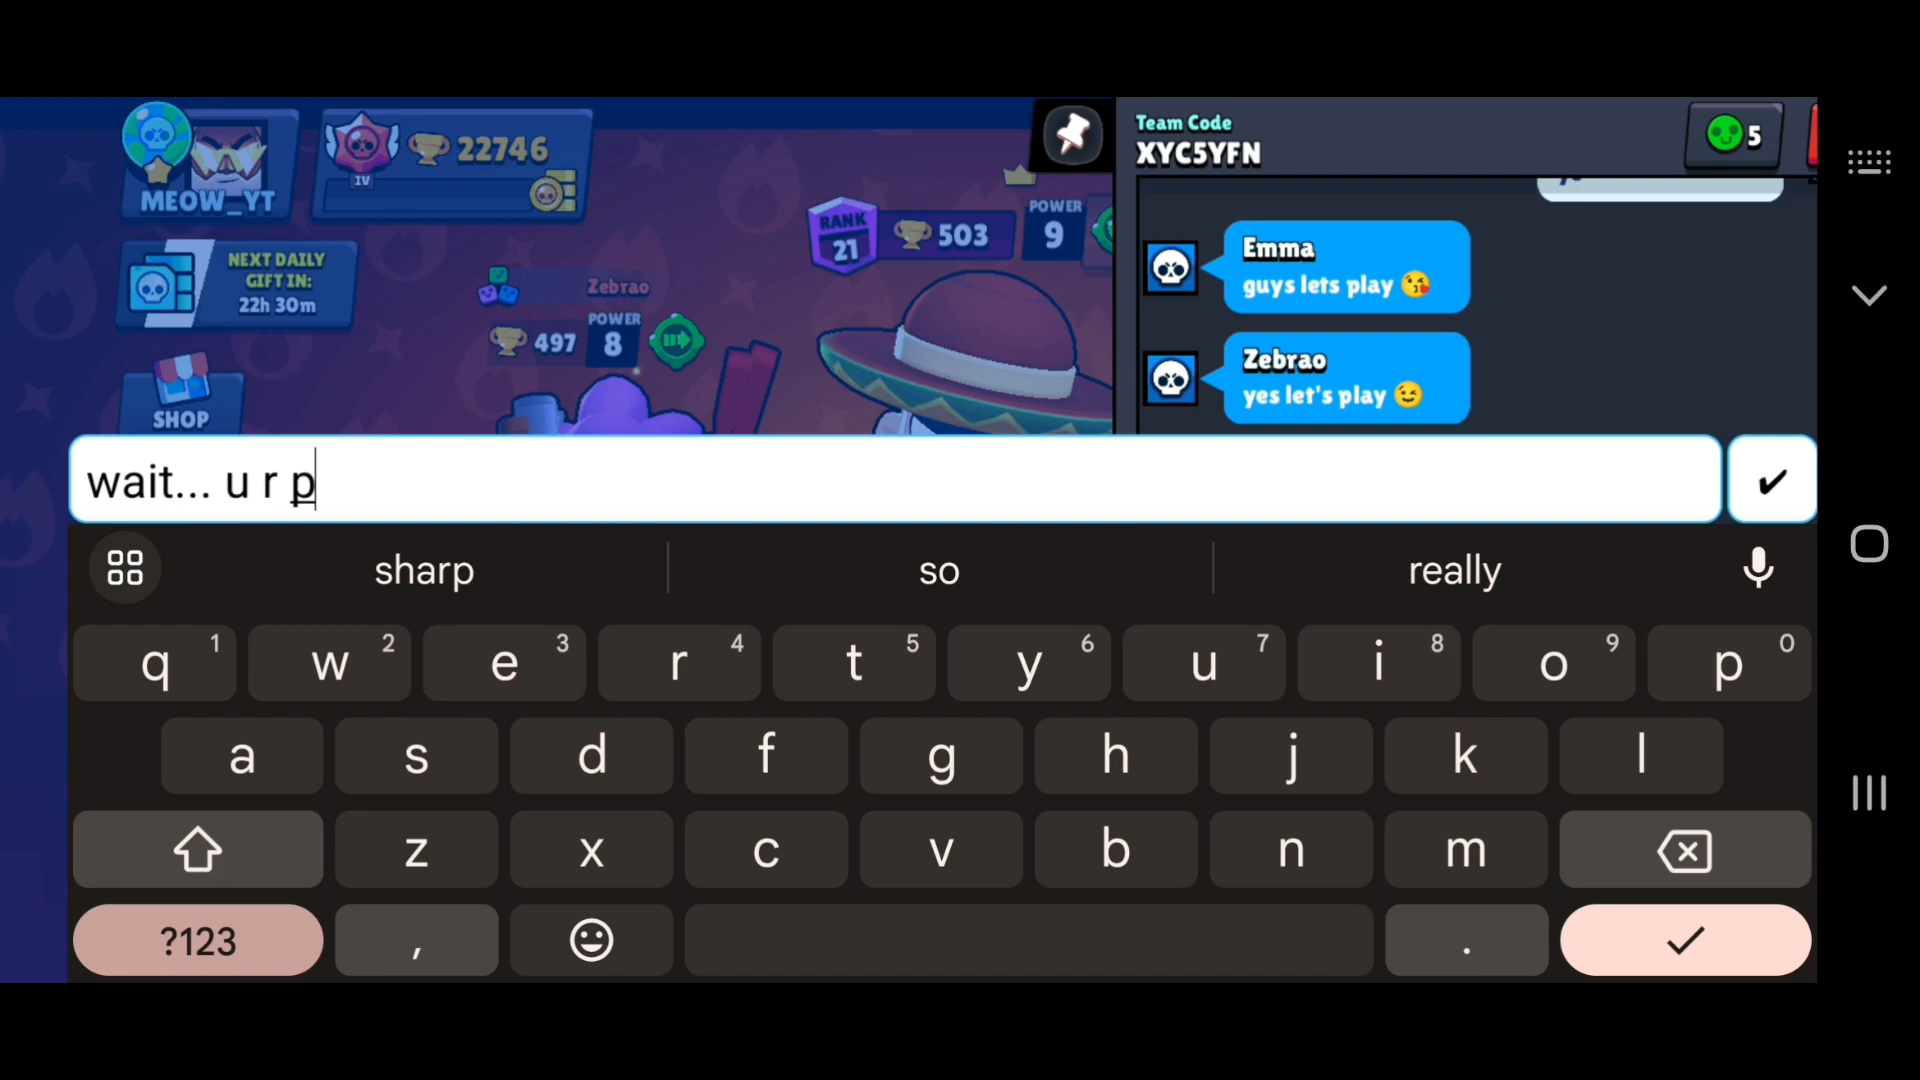 MEOW_YT
IV
22746
NEXT DAILY
GIFT IN:
22h 30m
SHOP
Zebrao
497
POWER
8
RANK
21
503
POWER
9
Team Code
XYC5YFN
5
Emma
guys lets play 😘
Zebrao
yes let's play 😉
wait... u r p
sharp
so
really
q 1 w 2 e 3 r 4 t 5 y 6 u 7 i 8 o 9 p 0
a s d f g h j k l
z x c v b n m
?123 , .